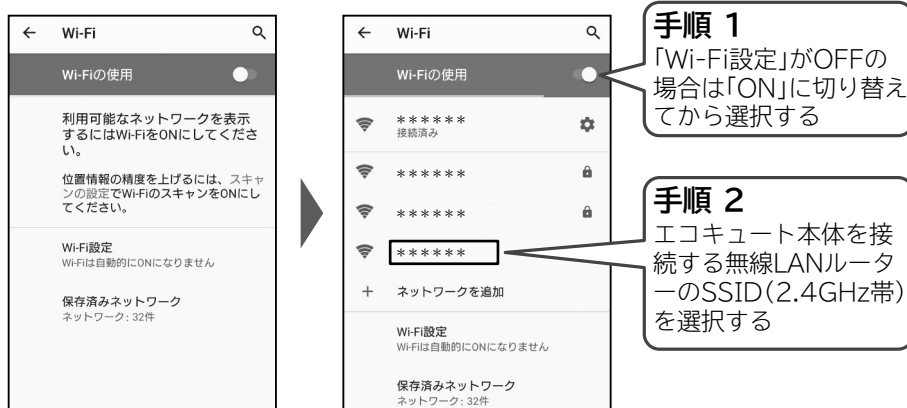 Wi-Fi
Wi-Fiの使用
利用可能なネットワークを表示
するにはWi-FiをONにしてくださ
い。
位置情報の精度を上げるには、スキャ
ンの設定でWi-FiのスキャンをONにし
てください。
Wi-Fi設定
Wi-Fiは自動的にONになりません
保存済みネットワーク
ネットワーク: 32件
Wi-Fi
Wi-Fiの使用
******
接続済み
******
******
******
ネットワークを追加
Wi-Fi設定
Wi-Fiは自動的にONになりません
保存済みネットワーク
ネットワーク: 32件
手順 1
「Wi-Fi設定」がOFFの
場合は「ON」に切り替え
てから選択する
手順 2
エコキュート本体を接
続する無線LANルータ
ーのSSID(2.4GHz帯)
を選択する